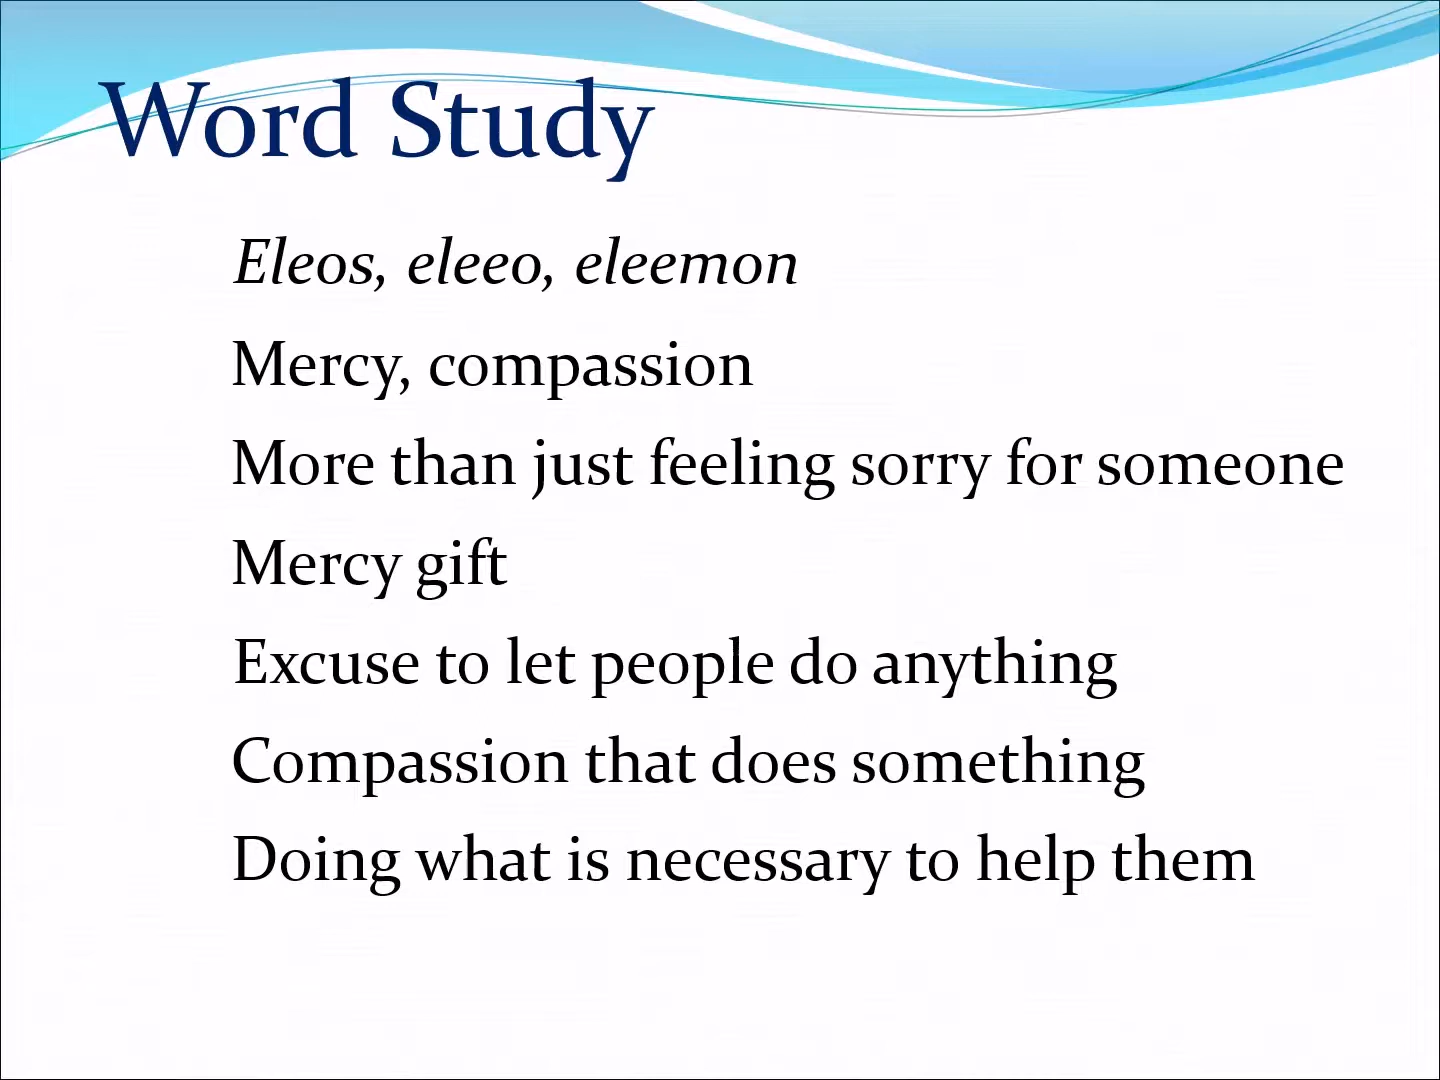 Word Study
Eleos, eleeo, eleemon
Mercy, compassion
More than just feeling sorry for someone
Mercy gift
Excuse to let people do anything
Compassion that does something
Doing what is necessary to help them